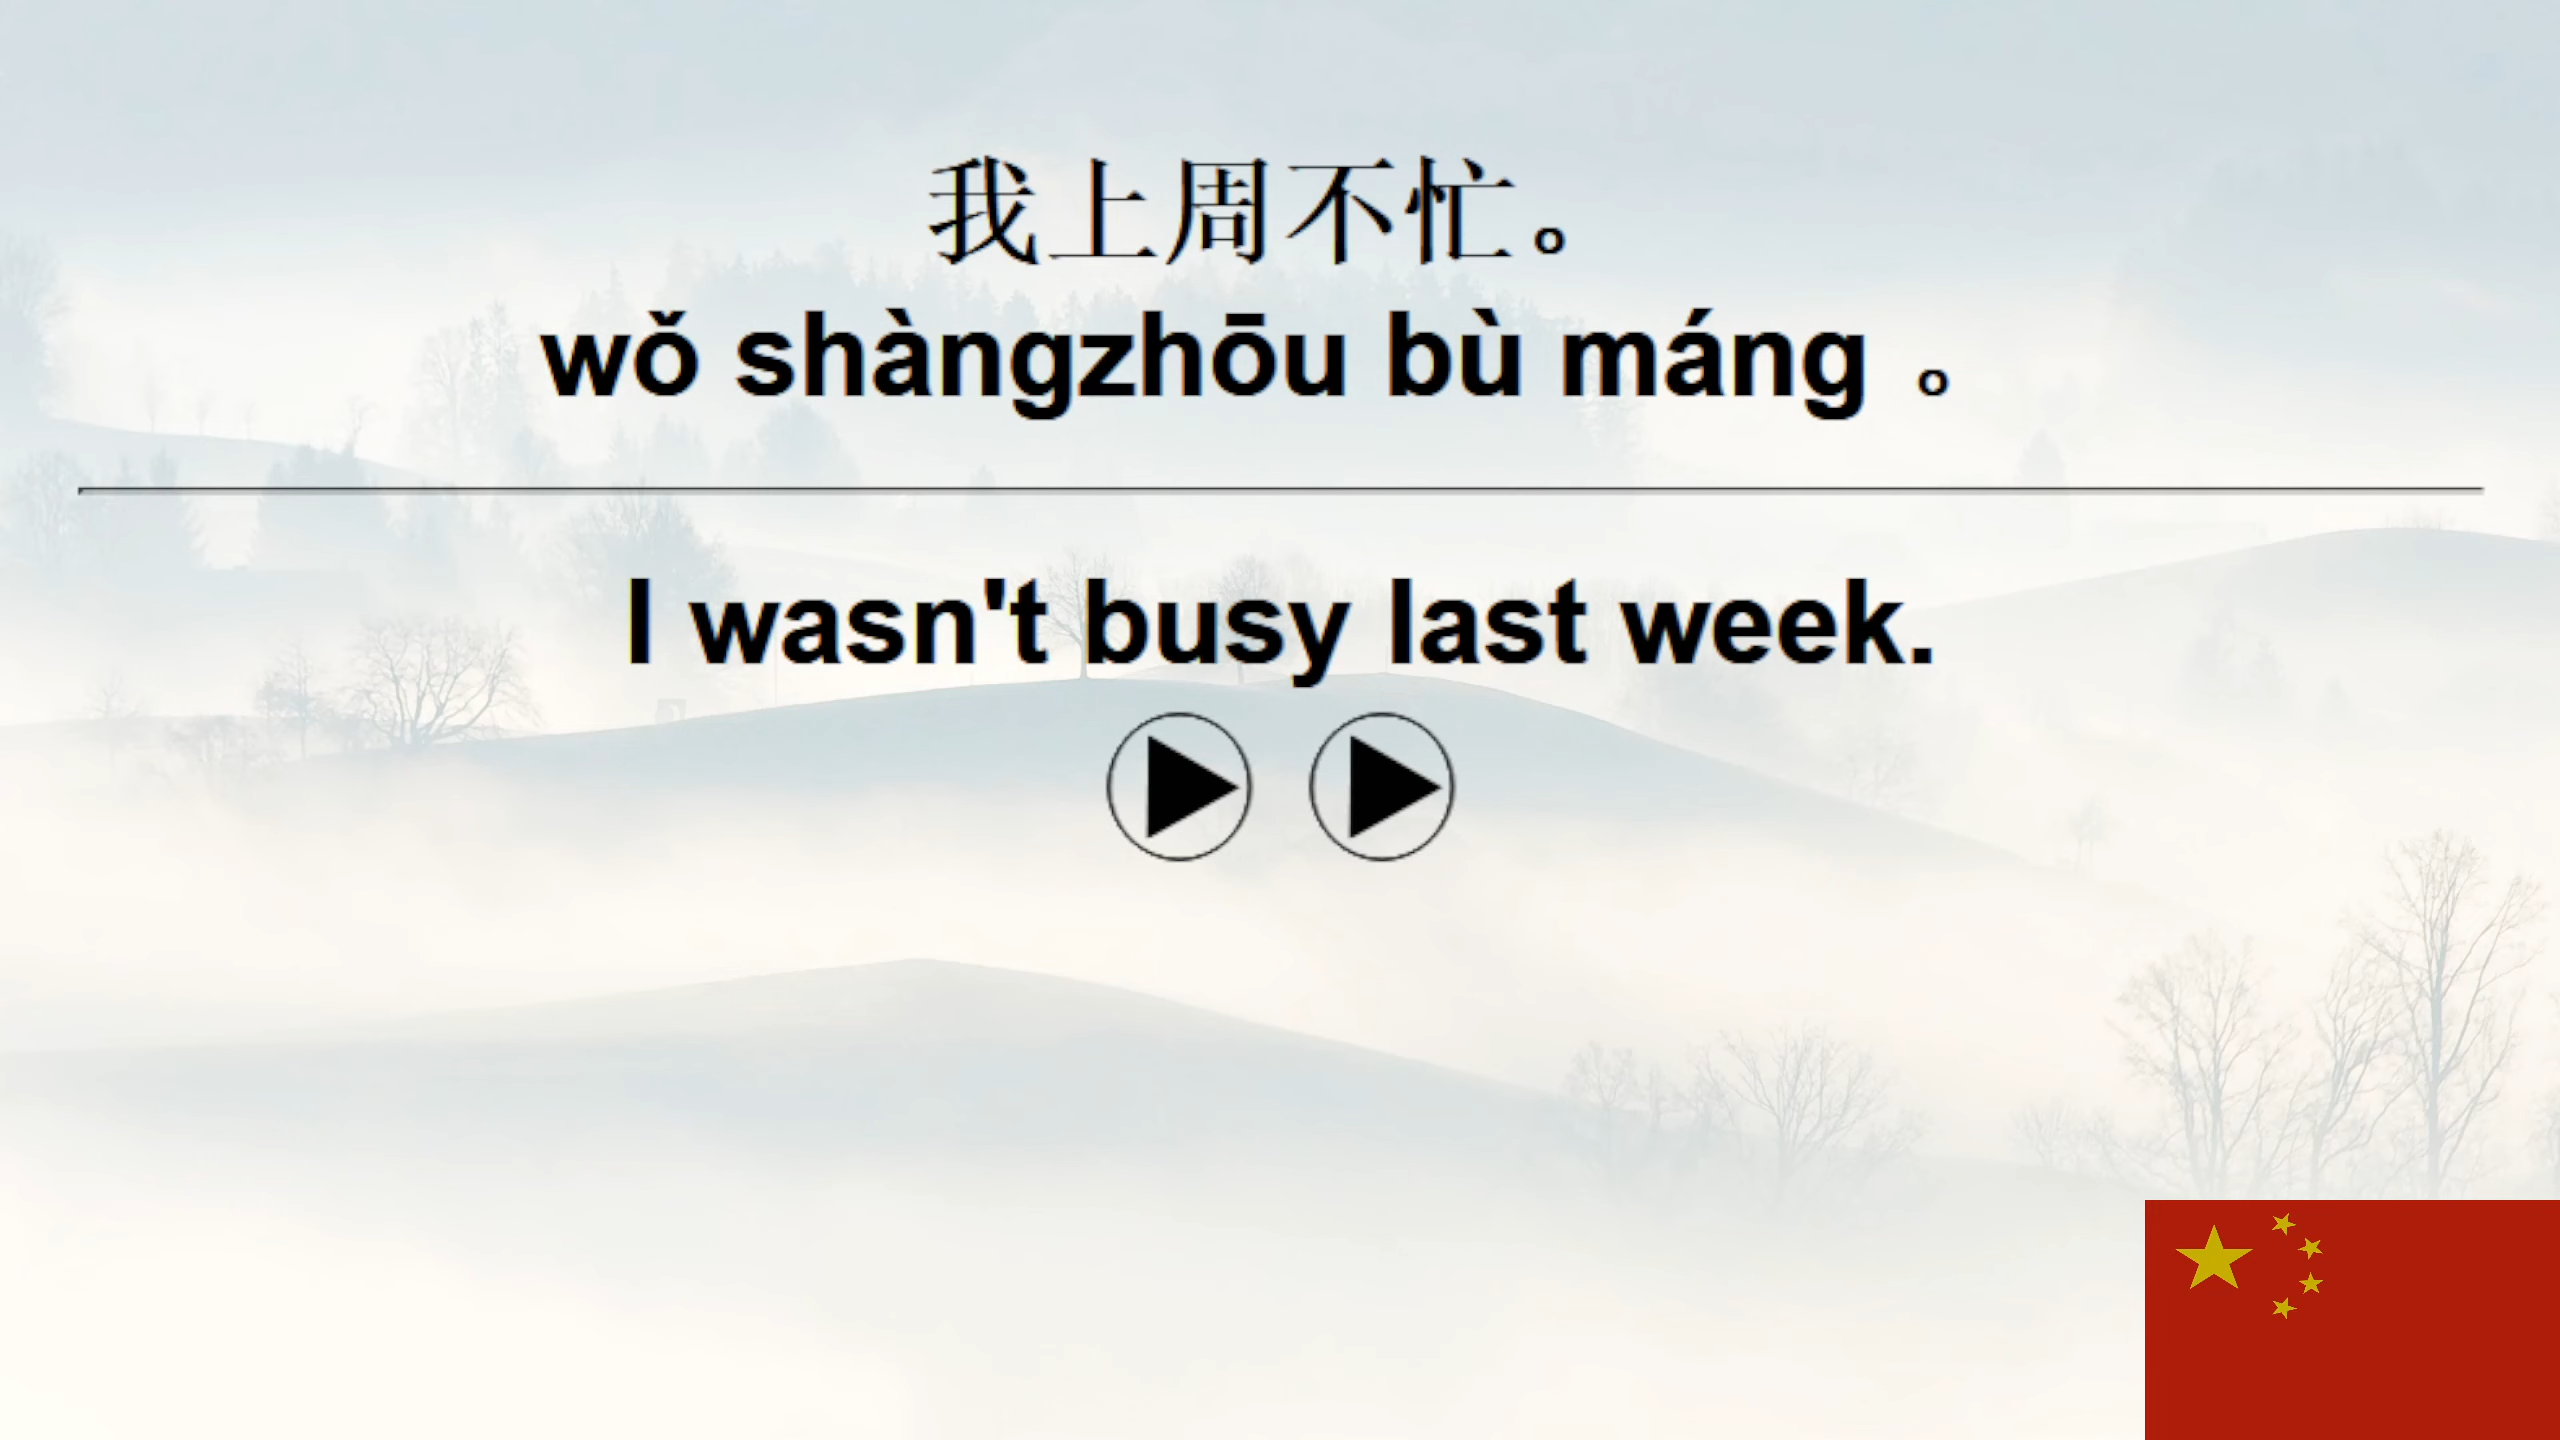 我上周不忙。
wǒ shàngzhōu bù máng 。
I wasn't busy last week.